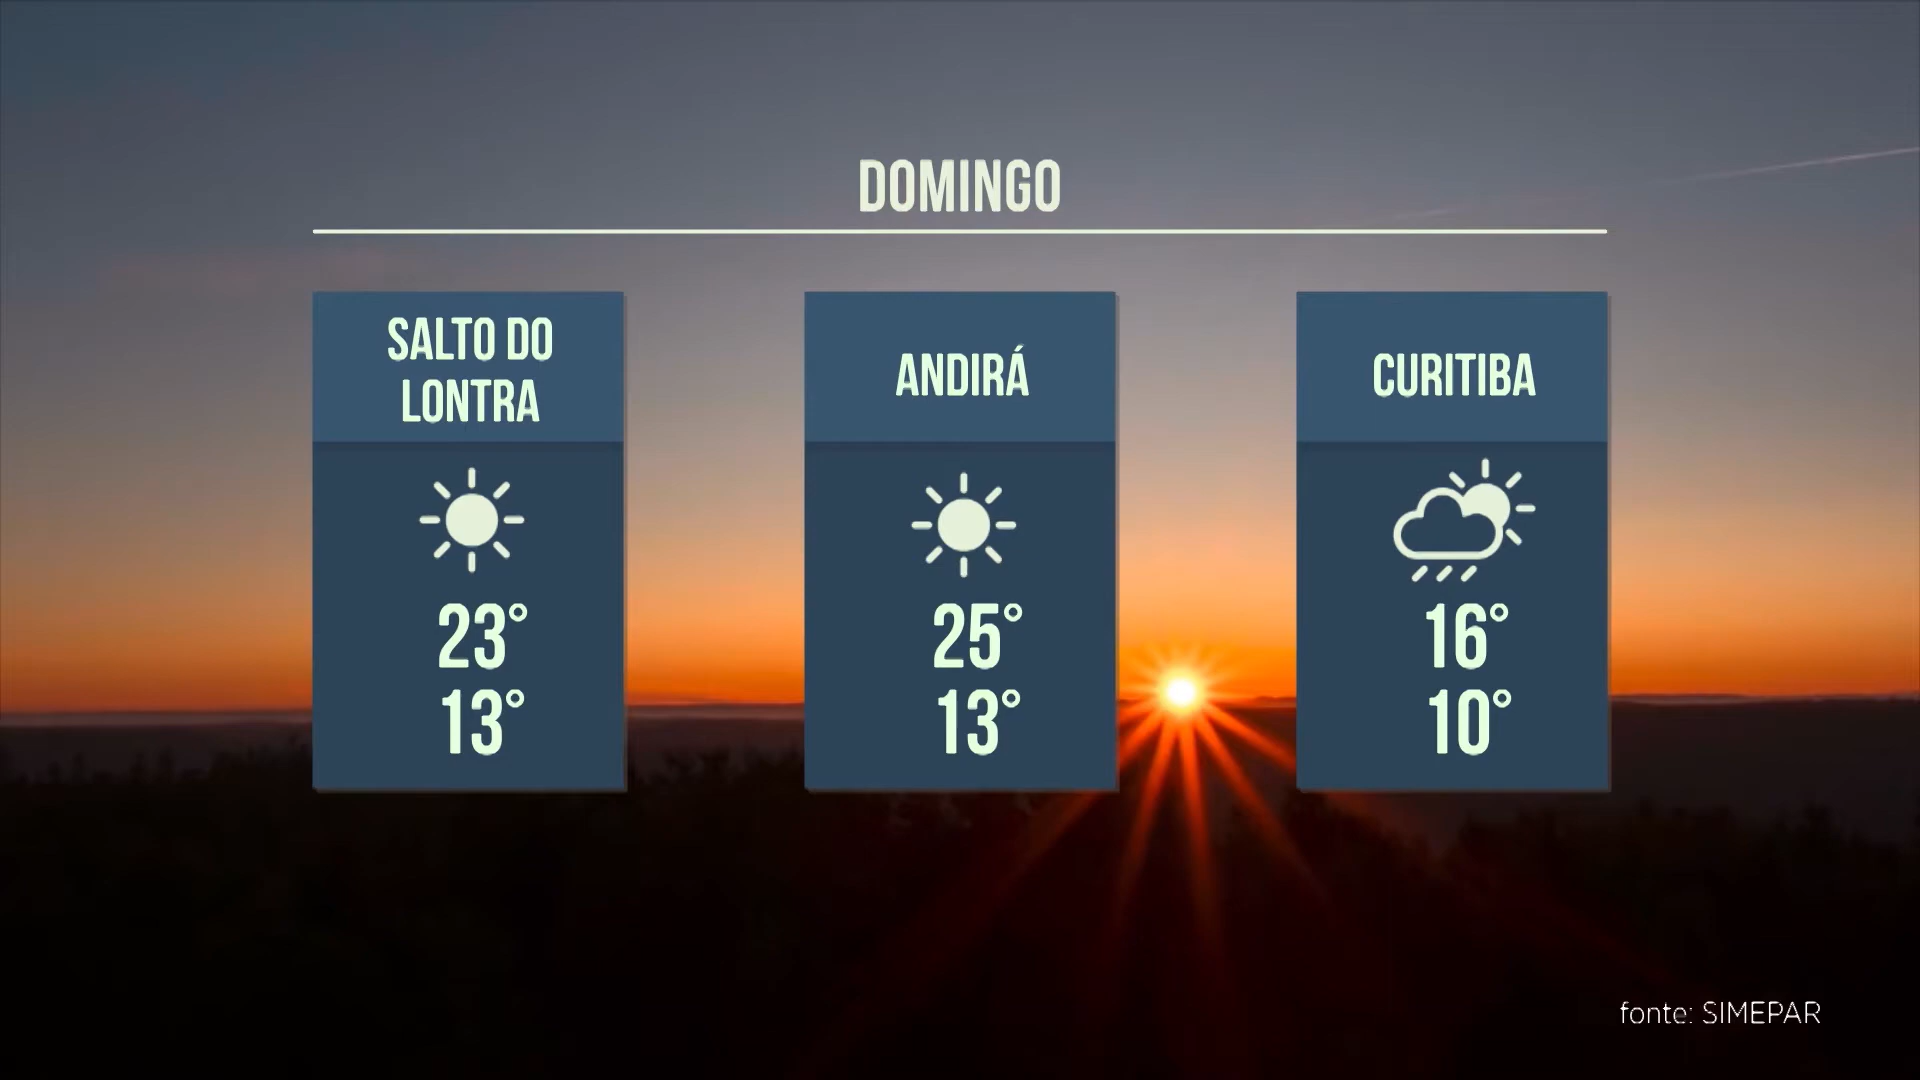 DOMINGO
SALTO DO
LONTRA
23°
13°
ANDIRÁ
25°
13°
CURITIBA
16°
10°
fonte: SIMEPAR